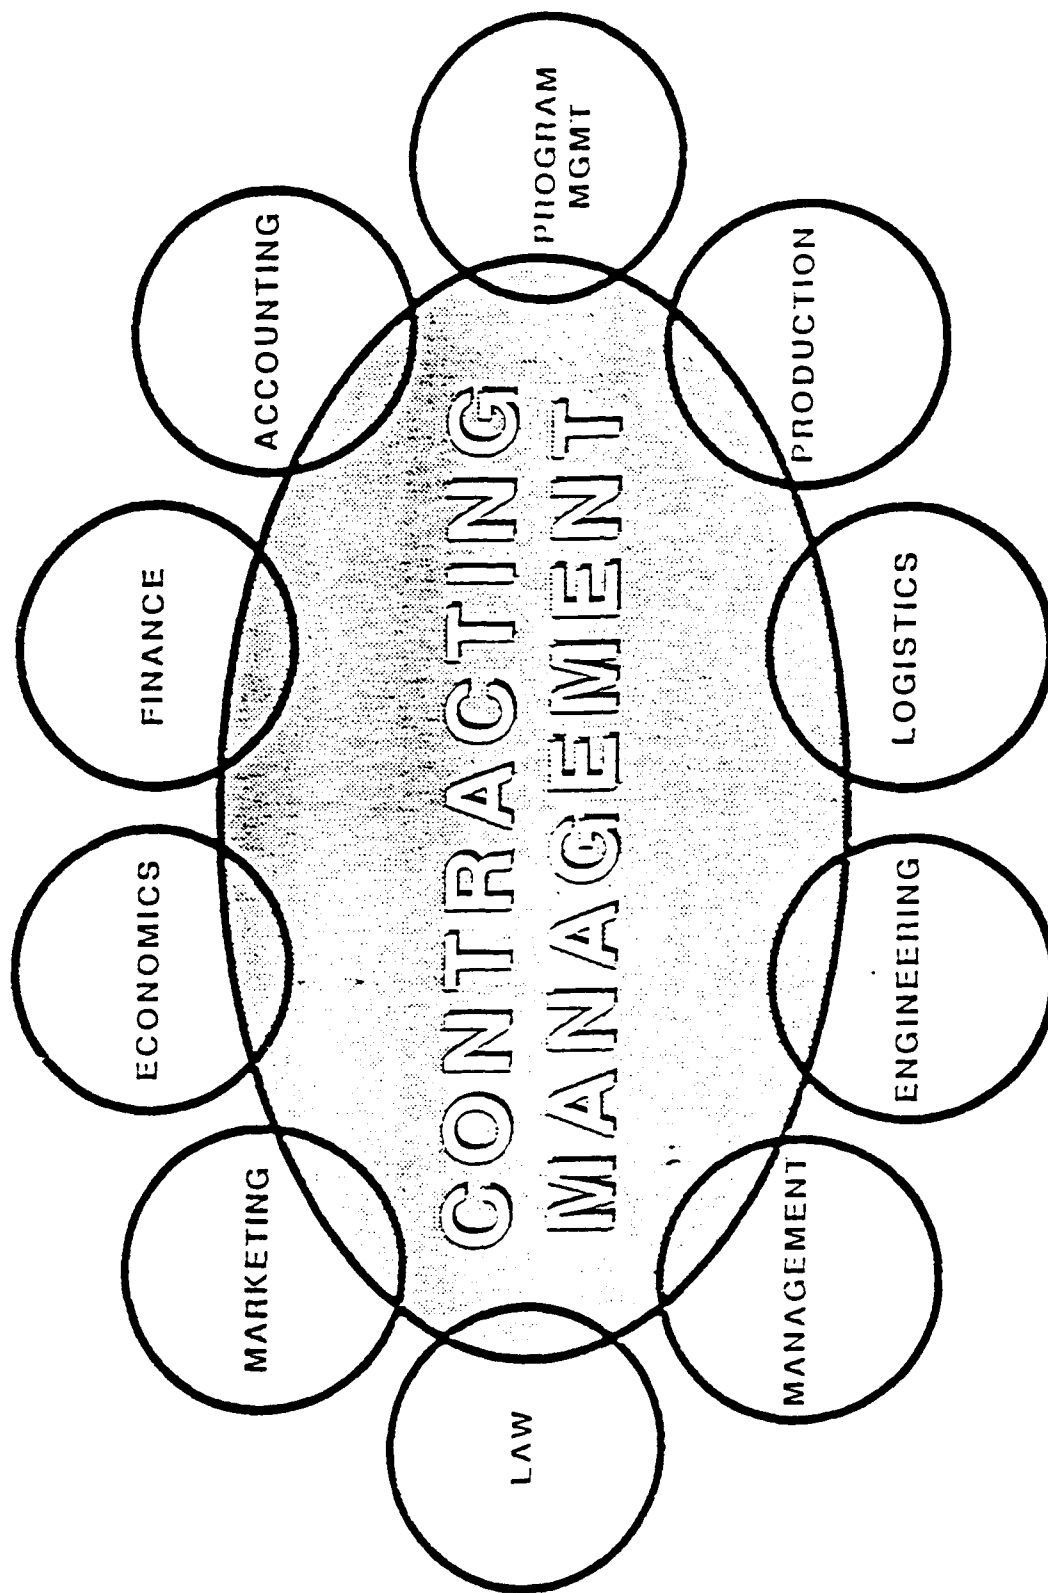 ECONOMICS
FINANCE
MARKETING
ACCOUNTING
LAW
CONTRACTING
MANAGEMENT
PROGRAM
MGMT
MANAGEMENT
PRODUCTION
ENGINEERING
LOGISTICS